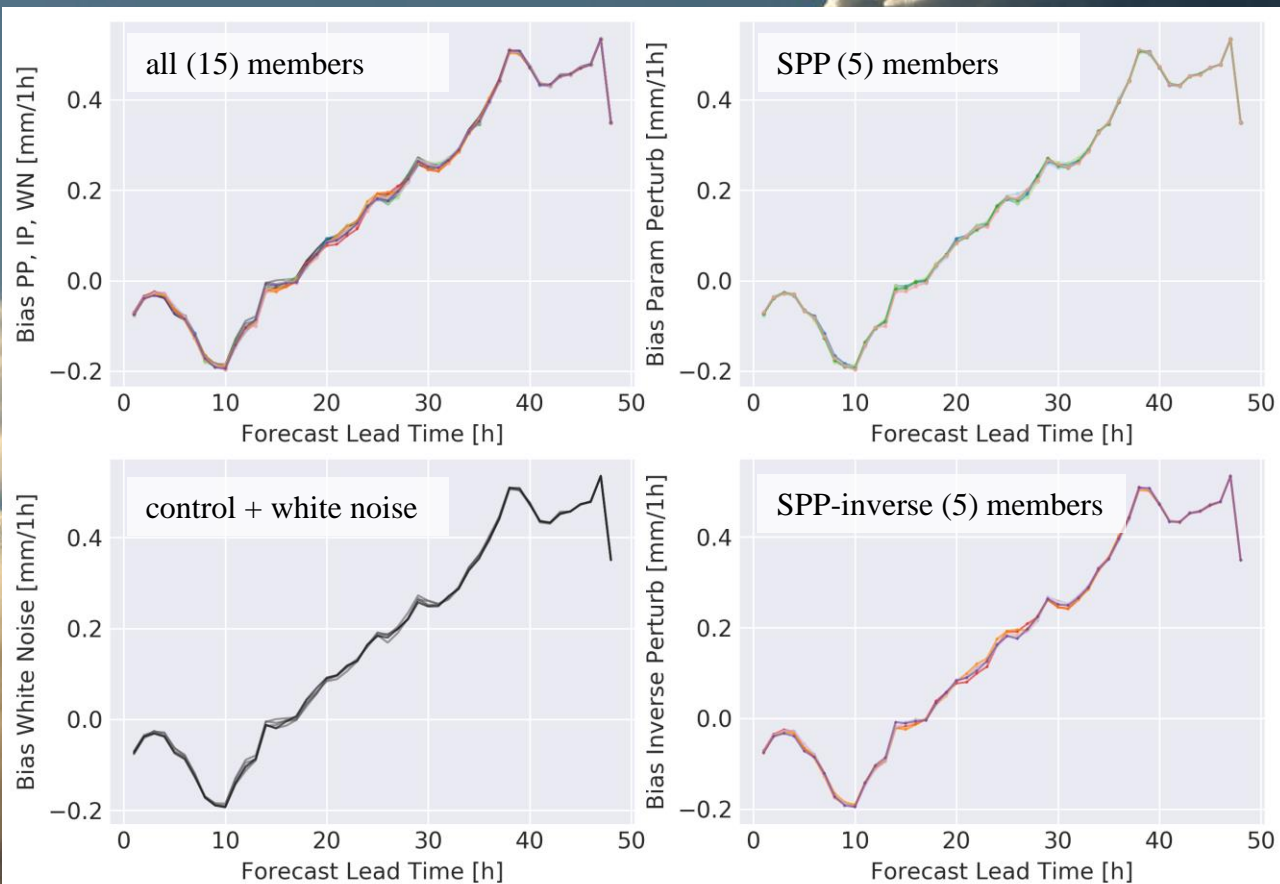 all (15) members
Bias PP, IP, WN [mm/1h]
0.4
0.2
0.0
−0.2
0 10 20 30 40 50
Forecast Lead Time [h]
SPP (5) members
Bias Param Perturb [mm/1h]
0.4
0.2
0.0
−0.2
0 10 20 30 40 50
Forecast Lead Time [h]
control + white noise
Bias White Noise [mm/1h]
0.4
0.2
0.0
−0.2
0 10 20 30 40 50
Forecast Lead Time [h]
SPP-inverse (5) members
Bias Inverse Perturb [mm/1h]
0.4
0.2
0.0
−0.2
0 10 20 30 40 50
Forecast Lead Time [h]